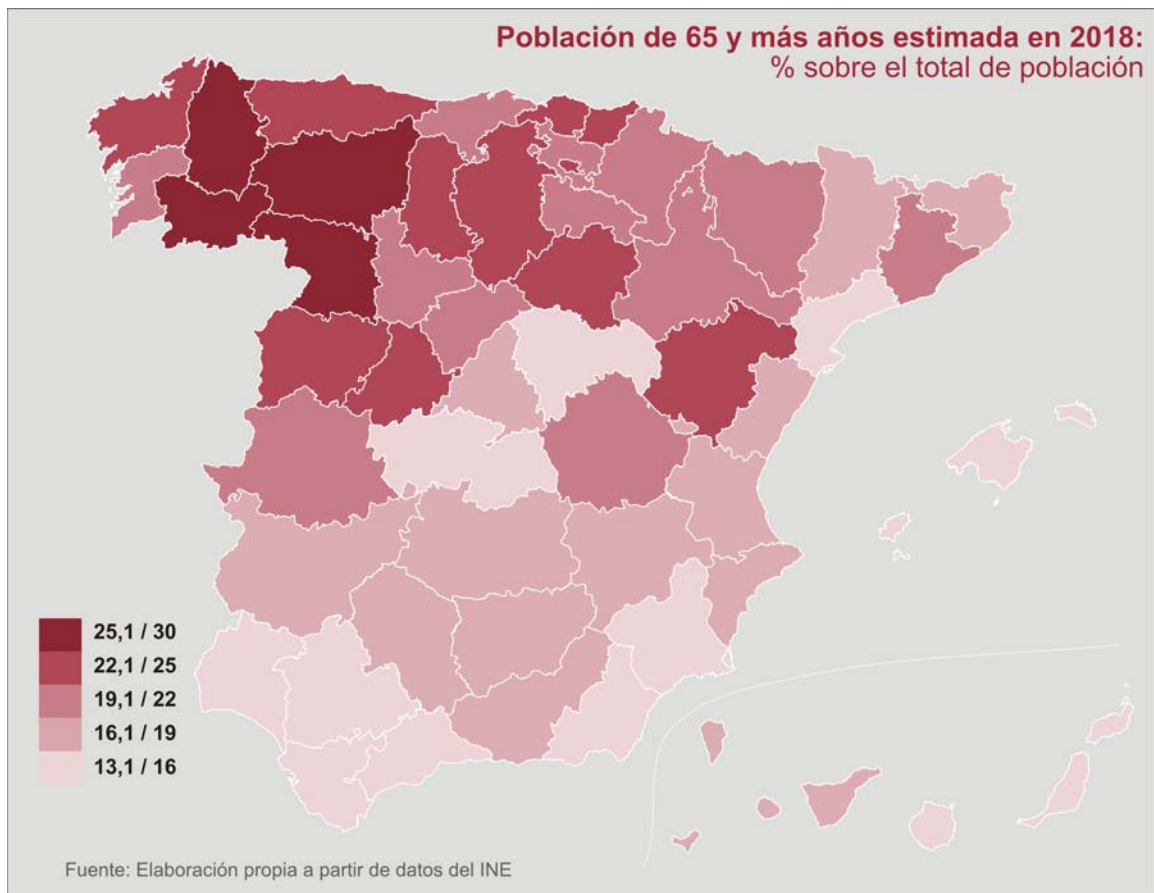 Población de 65 y más años estimada en 2018:
% sobre el total de población
25,1 / 30
22,1 / 25
19,1 / 22
16,1 / 19
13,1 / 16
Fuente: Elaboración propia a partir de datos del INE